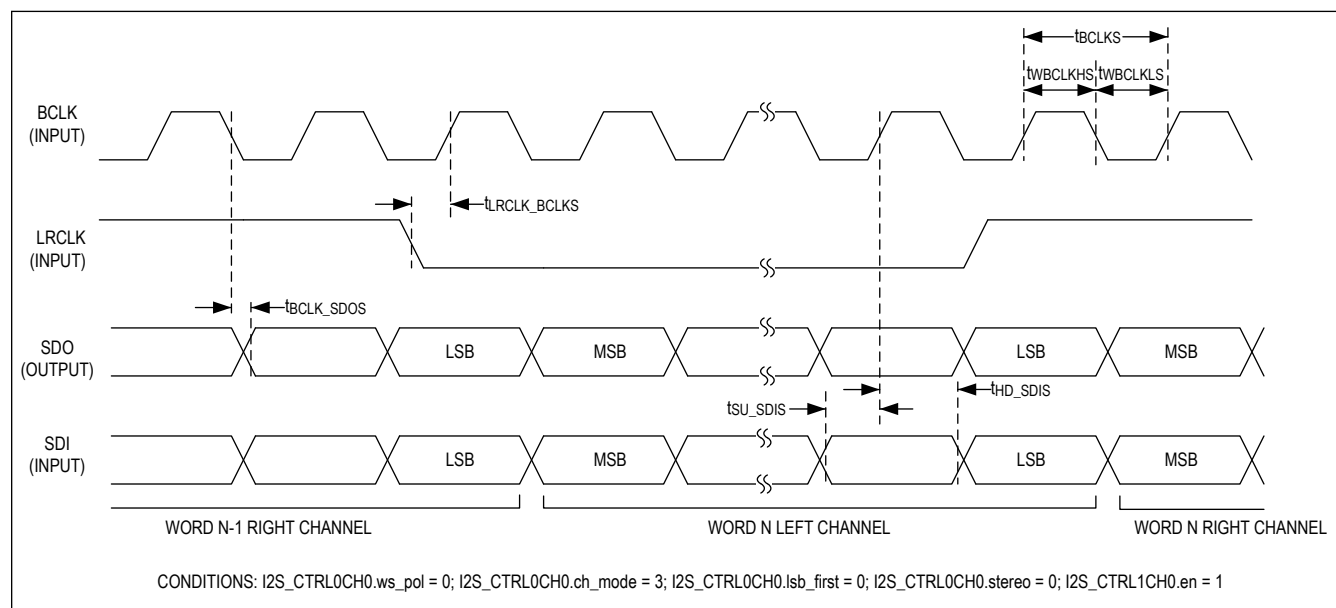 tBCLKS
tWBCLKHS tWBCLKLS
BCLK
(INPUT)
tLRCLK_BCLKS
LRCLK
(INPUT)
tBCLK_SDOS
SDO
(OUTPUT)
LSB MSB LSB MSB
tSU_SDIS tHD_SDIS
SDI
(INPUT)
LSB MSB LSB MSB
WORD N-1 RIGHT CHANNEL WORD N LEFT CHANNEL WORD N RIGHT CHANNEL
CONDITIONS: I2S_CTRL0CH0.ws_pol = 0; I2S_CTRL0CH0.ch_mode = 3; I2S_CTRL0CH0.lsb_first = 0; I2S_CTRL0CH0.stereo = 0; I2S_CTRL1CH0.en = 1